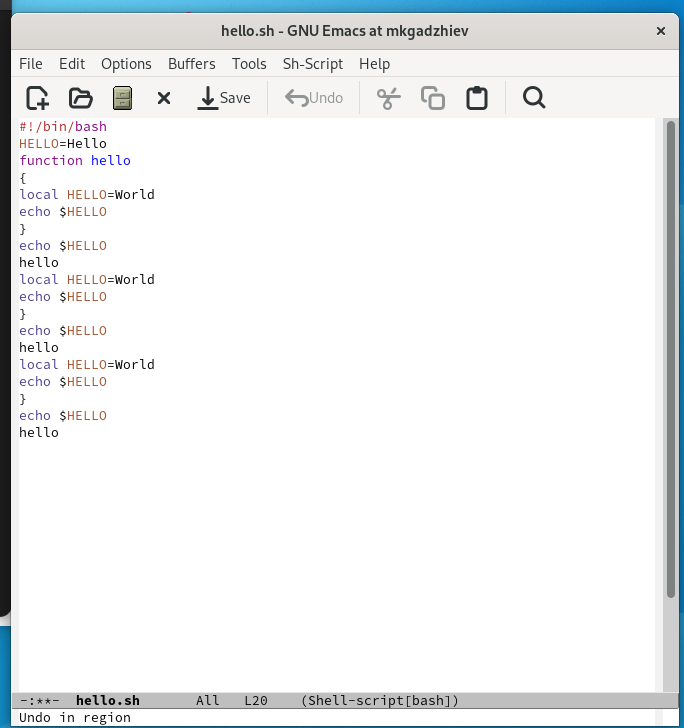 hello.sh - GNU Emacs at mkgadzhiev
File Edit Options Buffers Tools Sh-Script Help
Save Undo
#!/bin/bash
HELLO=Hello
function hello
{
local HELLO=World
echo $HELLO
}
echo $HELLO
hello
local HELLO=World
echo $HELLO
}
echo $HELLO
hello
local HELLO=World
echo $HELLO
}
echo $HELLO
hello
-:**- hello.sh All L20 (Shell-script[bash])
Undo in region